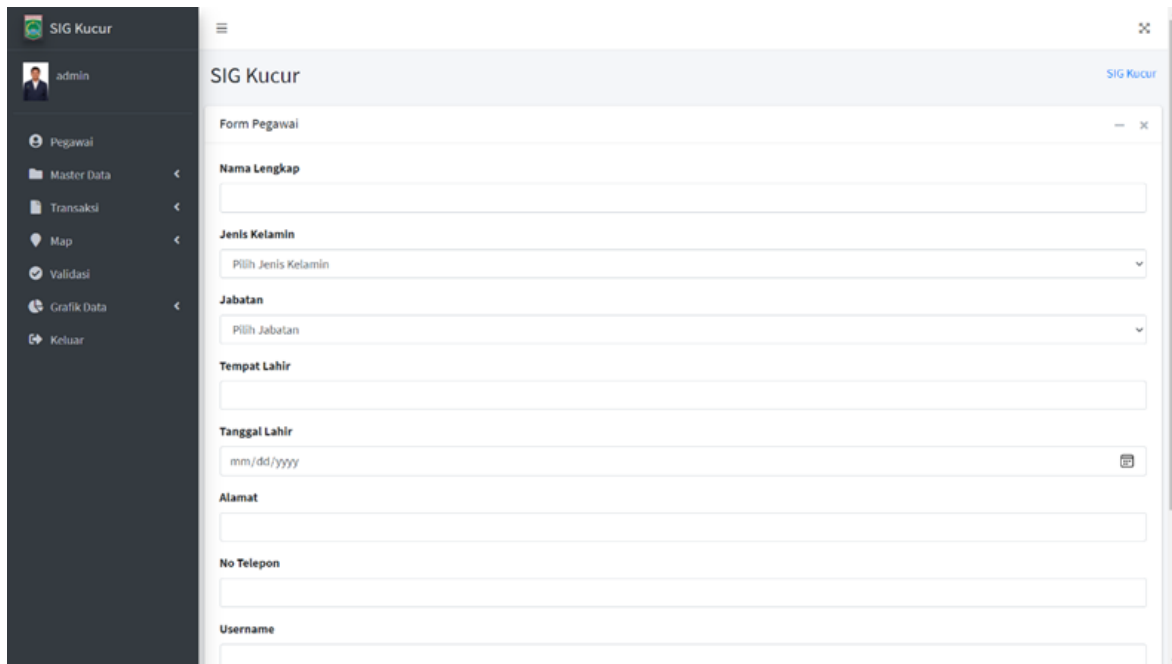 SIG Kucur
admin
Pegawai
Master Data
Transaksi
Map
Validasi
Grafik Data
Keluar
SIG Kucur
SIG Kucur
Form Pegawai
Nama Lengkap
Jenis Kelamin
Pilih Jenis Kelamin
Jabatan
Pilih Jabatan
Tempat Lahir
Tanggal Lahir
mm/dd/yyyy
Alamat
No Telepon
Username